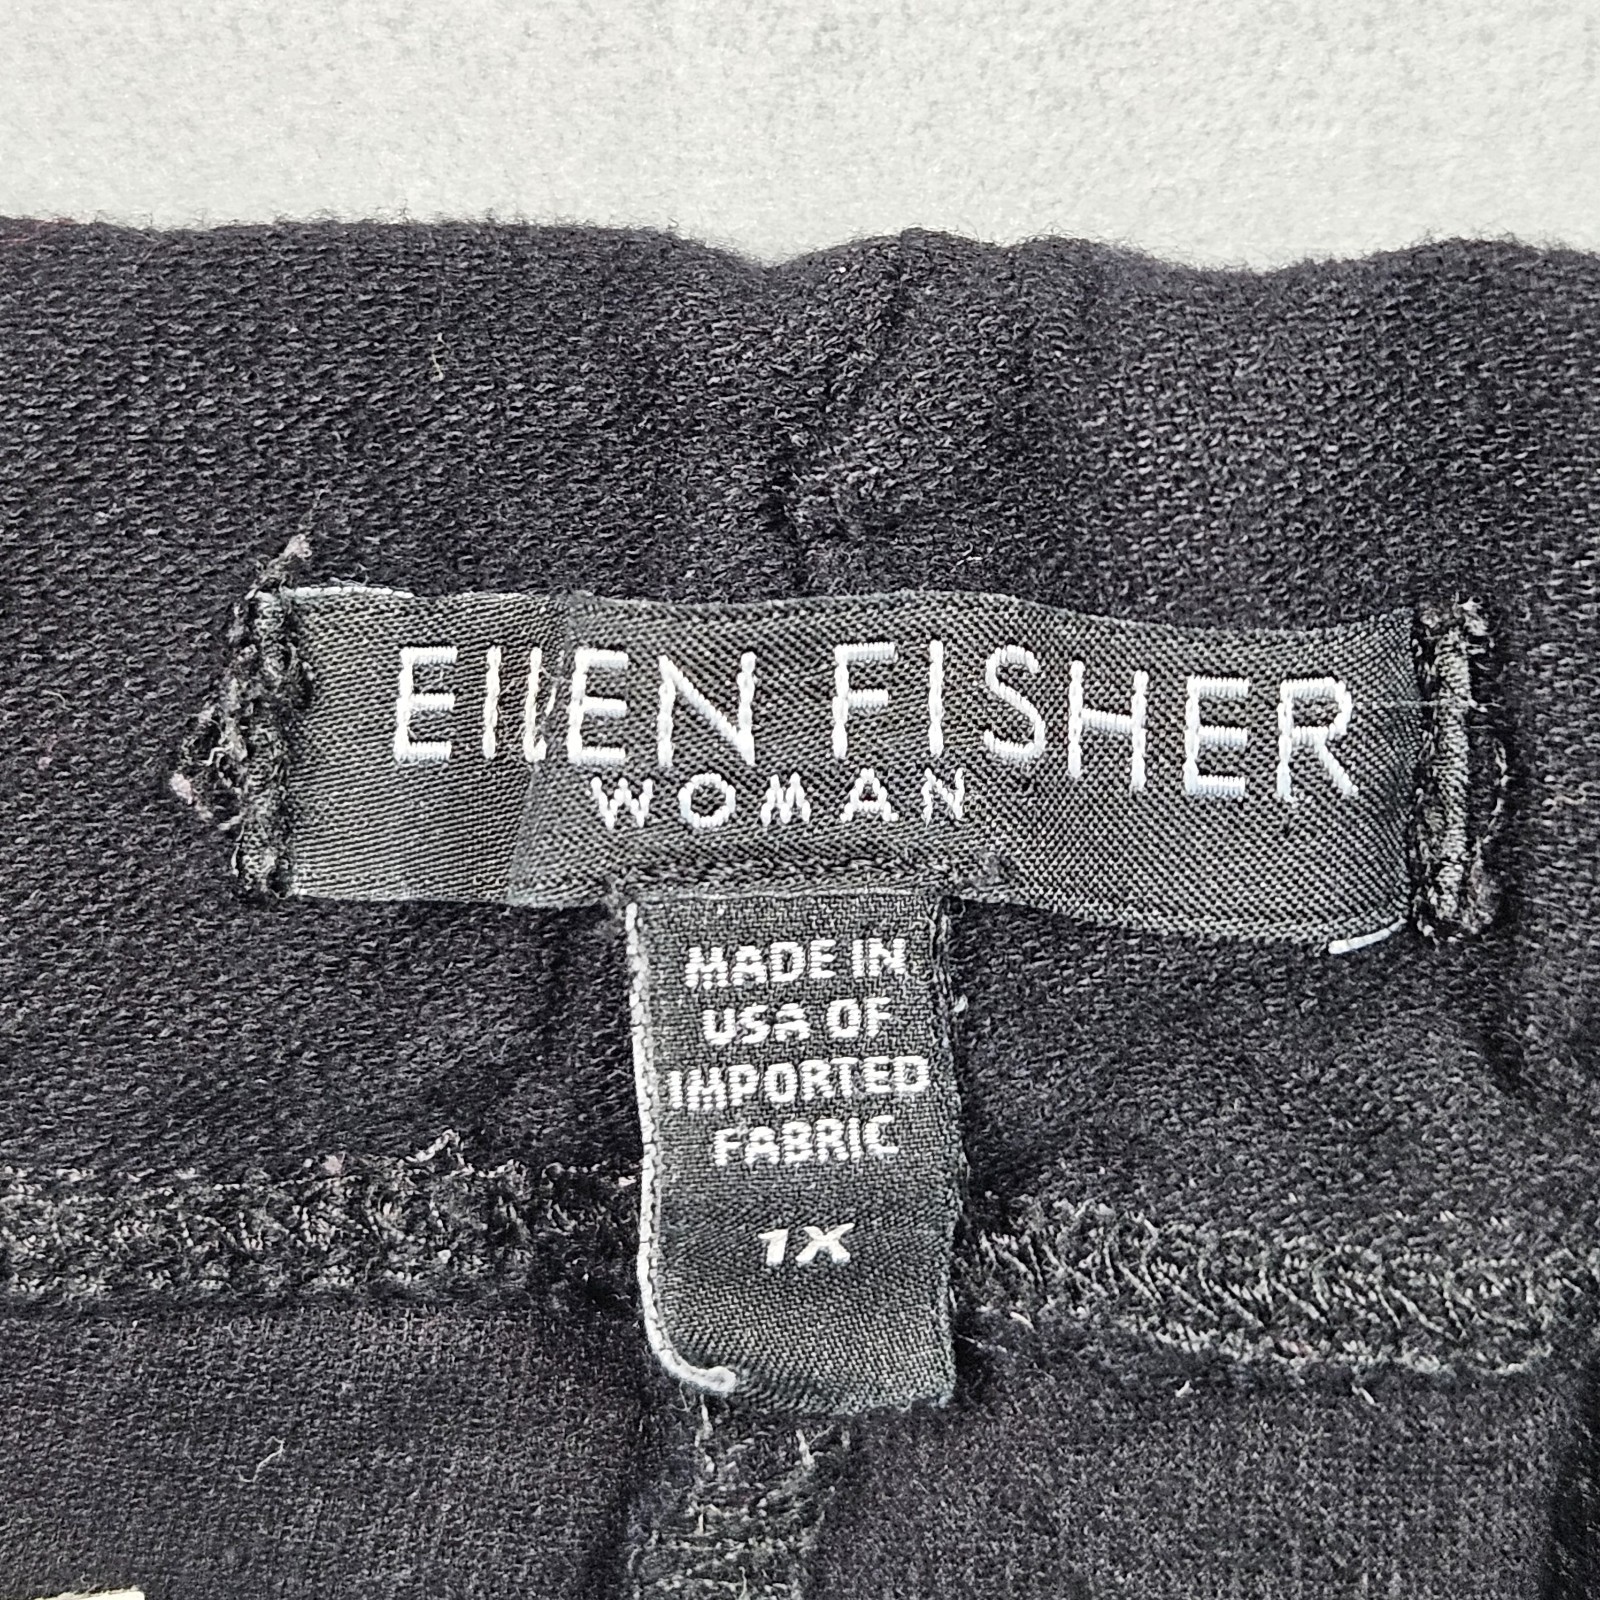 EILEEN FISHER
WOMAN
MADE IN
USA OF
IMPORTED
FABRIC
1X